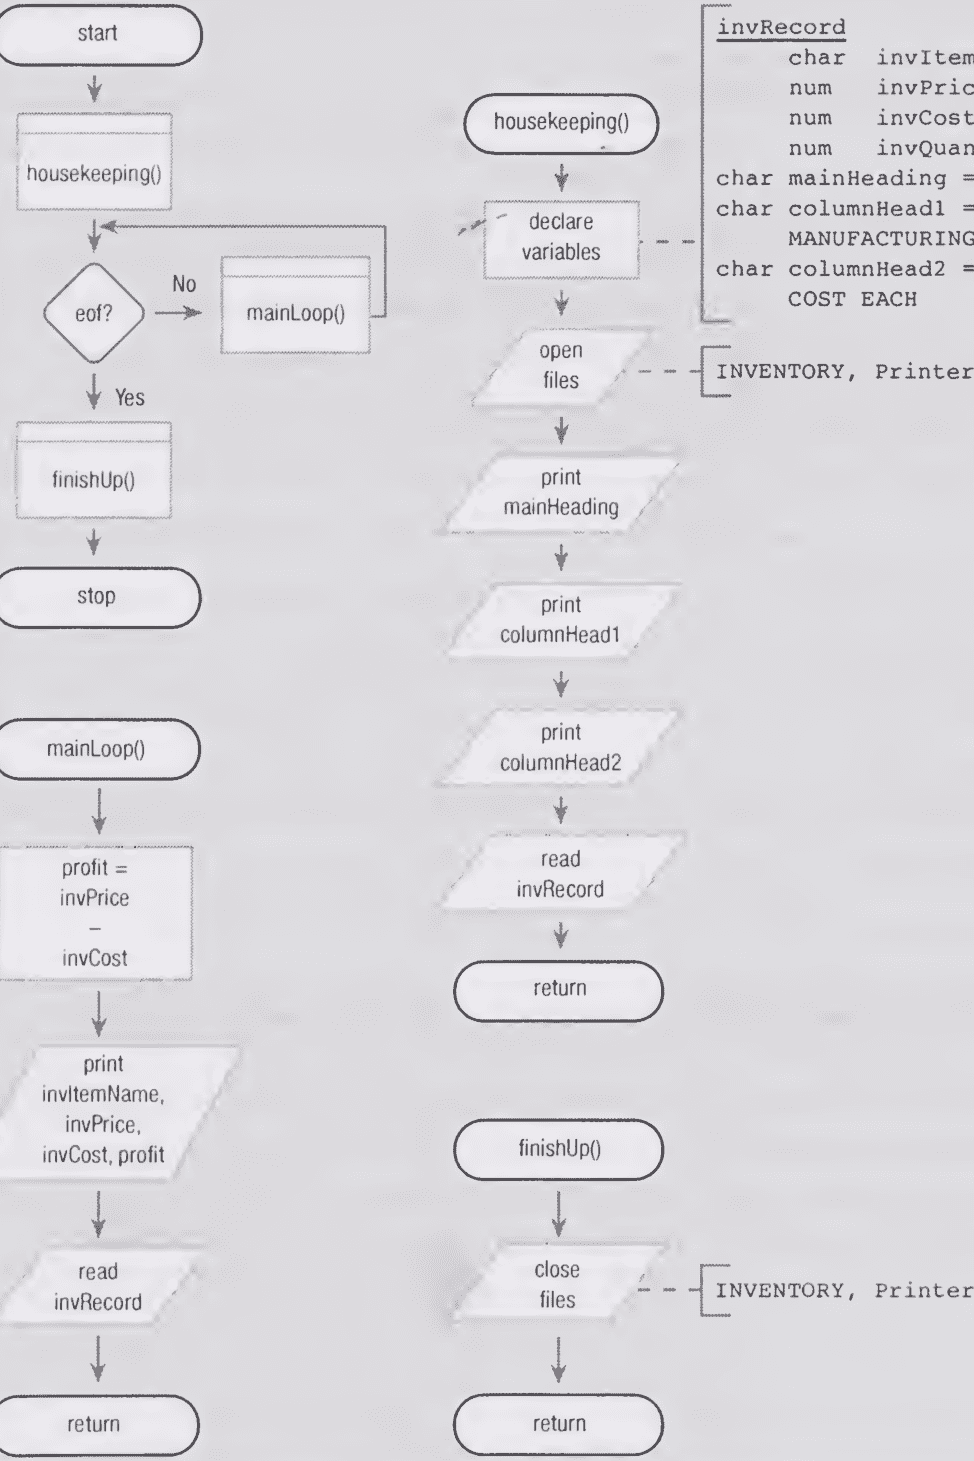 start
housekeeping()
eof?
No
mainLoop()
Yes
finishUp()
stop
mainLoop()
profit =
invPrice
–
invCost
print
invItemName,
invPrice,
invCost, profit
read
invRecord
return
housekeeping()
declare
variables
invRecord
char invItem
num invPric
num invCost
num invQuan
char mainHeading =
char columnHead1 =
MANUFACTURING
char columnHead2 =
COST EACH
open
files
INVENTORY, Printer
print
mainHeading
print
columnHead1
print
columnHead2
read
invRecord
return
finishUp()
close
files
INVENTORY, Printer
return